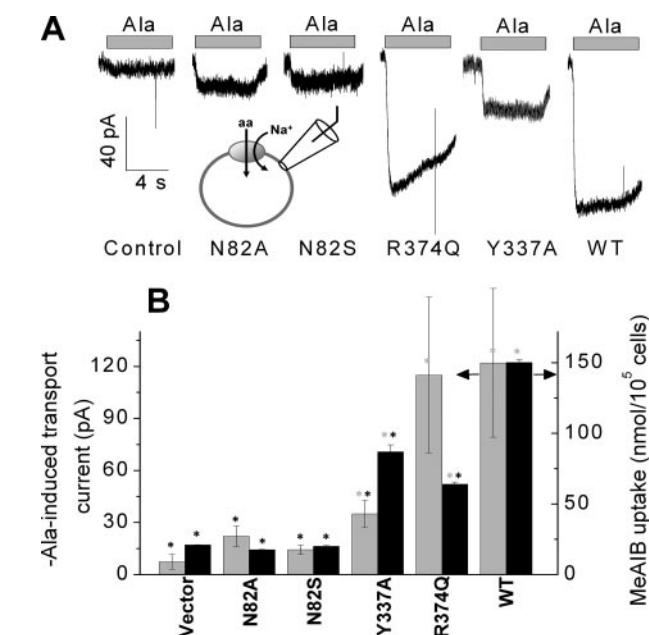 A
Ala Ala Ala Ala Ala Ala
40 pA
4 s
aa
Na⁺
Control N82A N82S R374Q Y337A WT
B
-Ala-induced transport
current (pA)
120
90
60
30
0
* * * * * * ** ** * ** * *
150
100
50
0
MeAIB uptake (nmol/10⁵ cells)
Vector N82A N82S Y337A R374Q WT